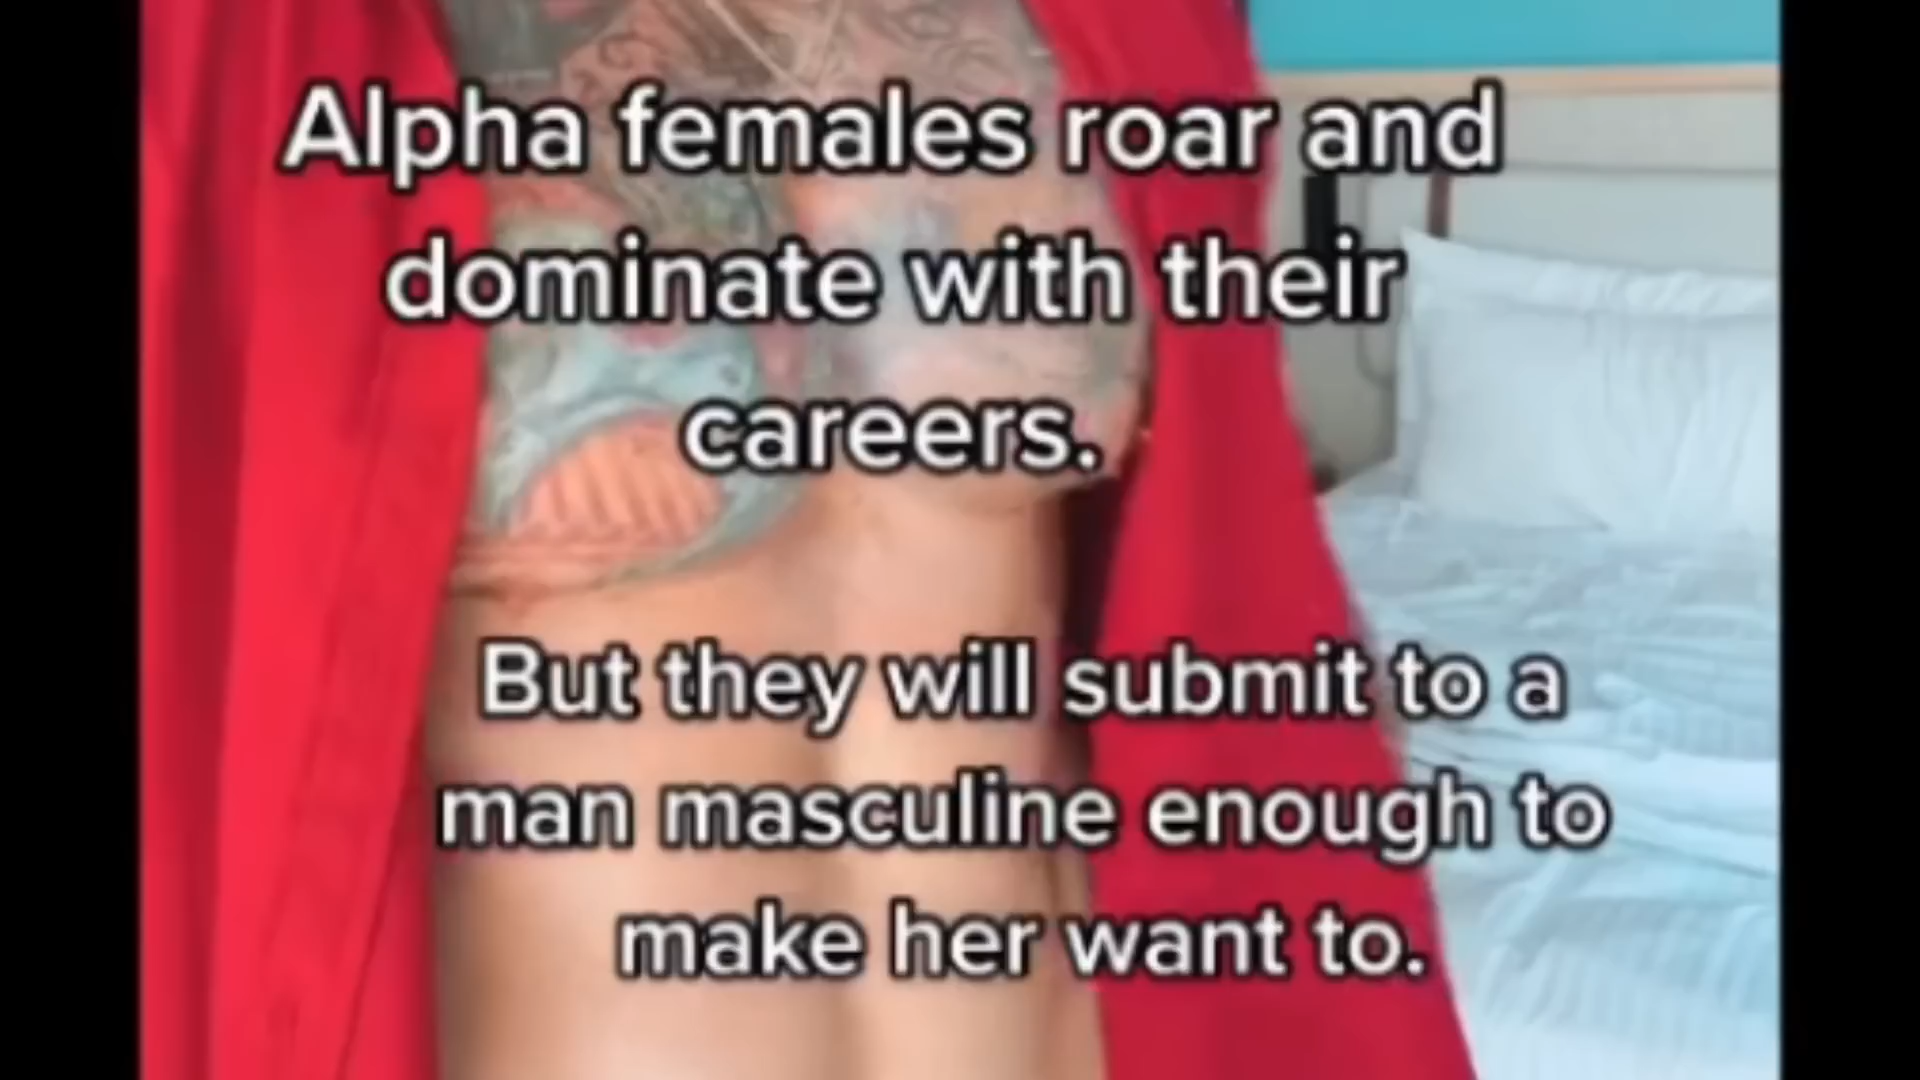 Alpha females roar and
dominate with their
careers.
But they will submit to a
man masculine enough to
make her want to.